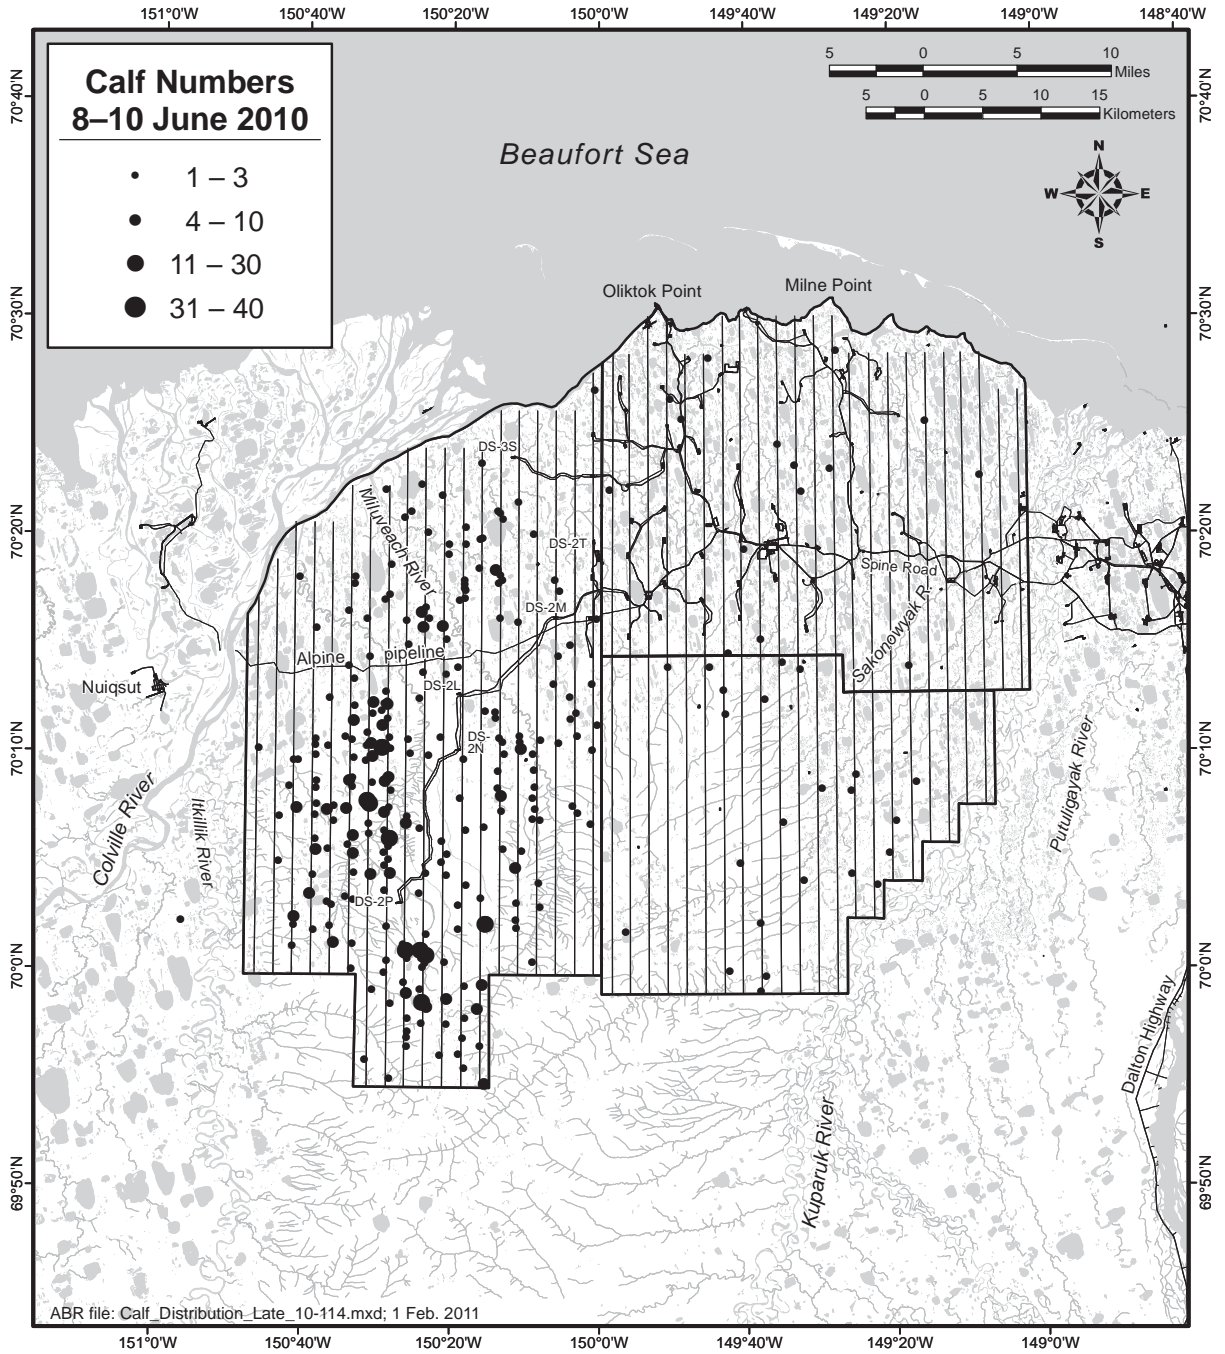 151°0'W 150°40'W 150°20'W 150°0'W 149°40'W 149°20'W 149°0'W 148°40'W
Calf Numbers
8–10 June 2010
1 – 3
4 – 10
11 – 30
31 – 40
5 0 5 10
Miles
5 0 5 10 15
Kilometers
N
W E
S
70°40'N 70°40'N
Beaufort Sea
Oliktok Point
Milne Point
70°30'N 70°30'N
DS-3S
Miluveach River
70°20'N 70°20'N
DS-2T
Spine Road
DS-2M
Sakonowyak R.
Alpine pipeline
Nuiqsut
DS-2L
DS-
2N
70°10'N 70°10'N
Colville River
Itkillik River
Putuligayak River
DS-2P
70°0'N 70°0'N
Dalton Highway
Kuparuk River
69°50'N 69°50'N
ABR file: Calf_Distribution_Late_10-114.mxd; 1 Feb. 2011
151°0'W 150°40'W 150°20'W 150°0'W 149°40'W 149°20'W 149°0'W